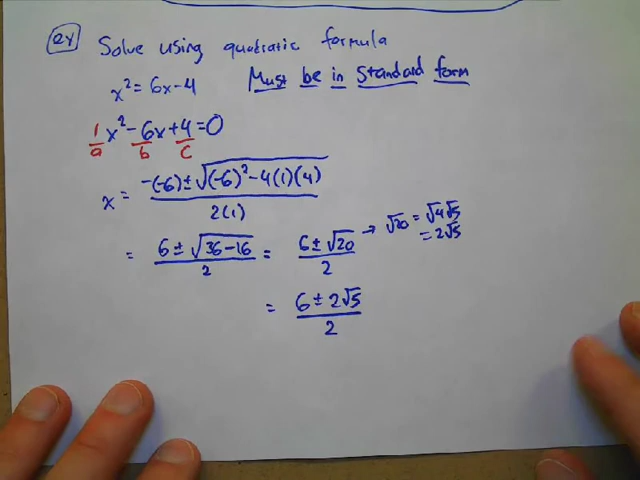 Ex Solve using quadratic formula
x² = 6x - 4 Must be in Standard form
1x² - 6x + 4 = 0
a b c
x = -(-6) ± √((-6)² - 4(1)(4)) / 2(1)
= (6 ± √(36 - 16)) / 2 = (6 ± √20) / 2 → √20 = √4√5
= 2√5
= (6 ± 2√5) / 2